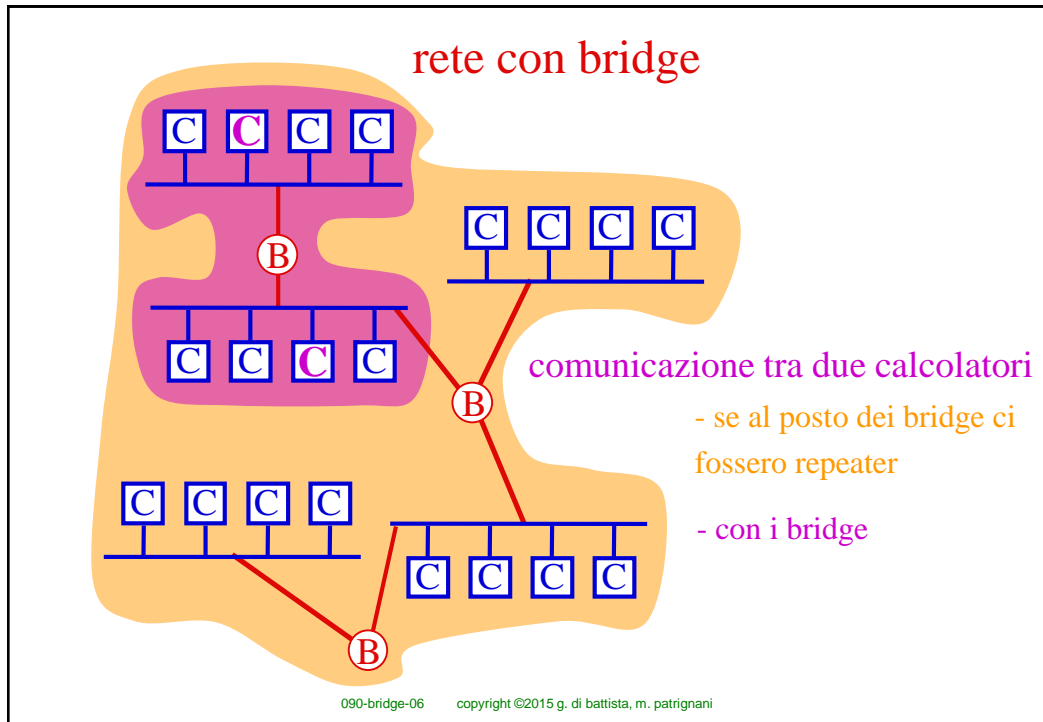 rete con bridge
C C C C
B
C C C C
C C C C
comunicazione tra due calcolatori
B
- se al posto dei bridge ci
fossero repeater
C C C C
- con i bridge
C C C C
B
090-bridge-06 copyright ©2015 g. di battista, m. patrignani